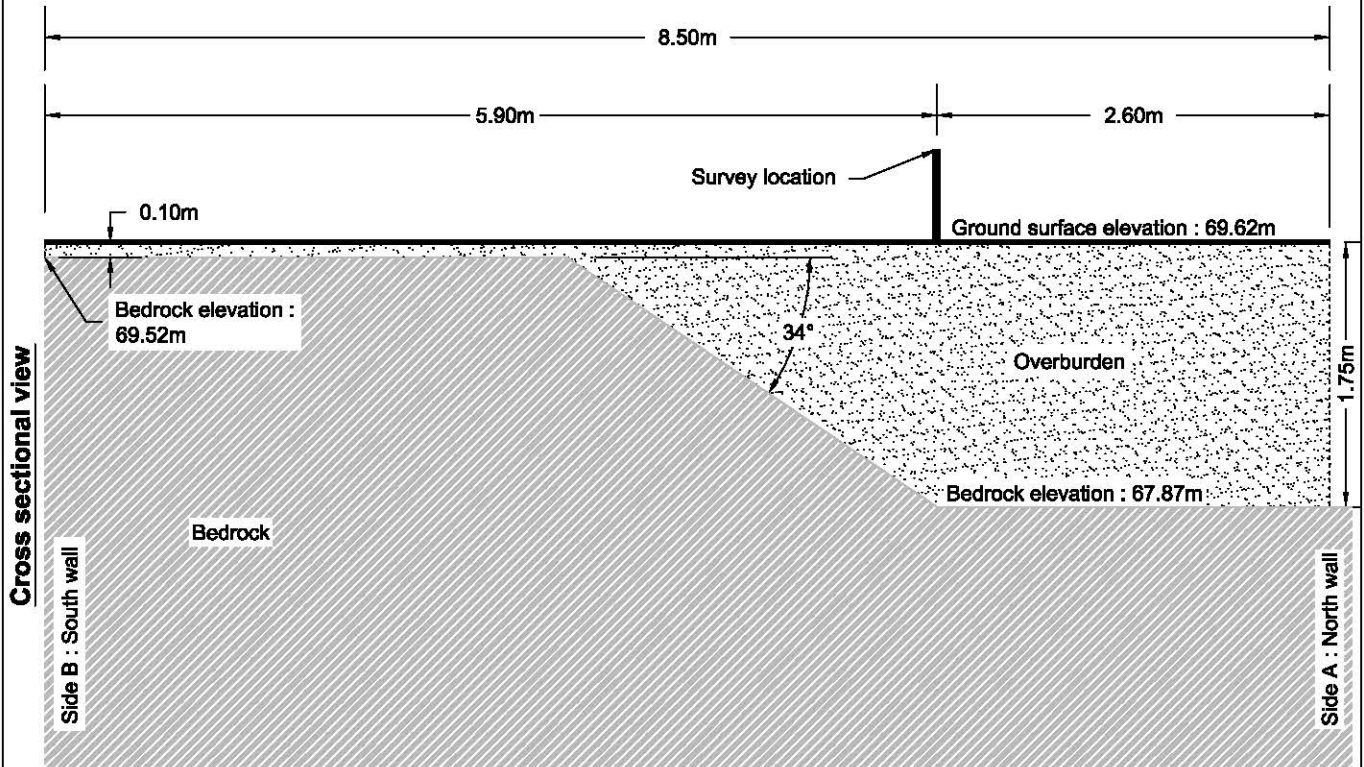 8.50m
5.90m
2.60m
Survey location
0.10m
Ground surface elevation : 69.62m
Bedrock elevation :
69.52m
34°
Overburden
1.75m
Bedrock elevation : 67.87m
Bedrock
Cross sectional view
Side B : South wall
Side A : North wall